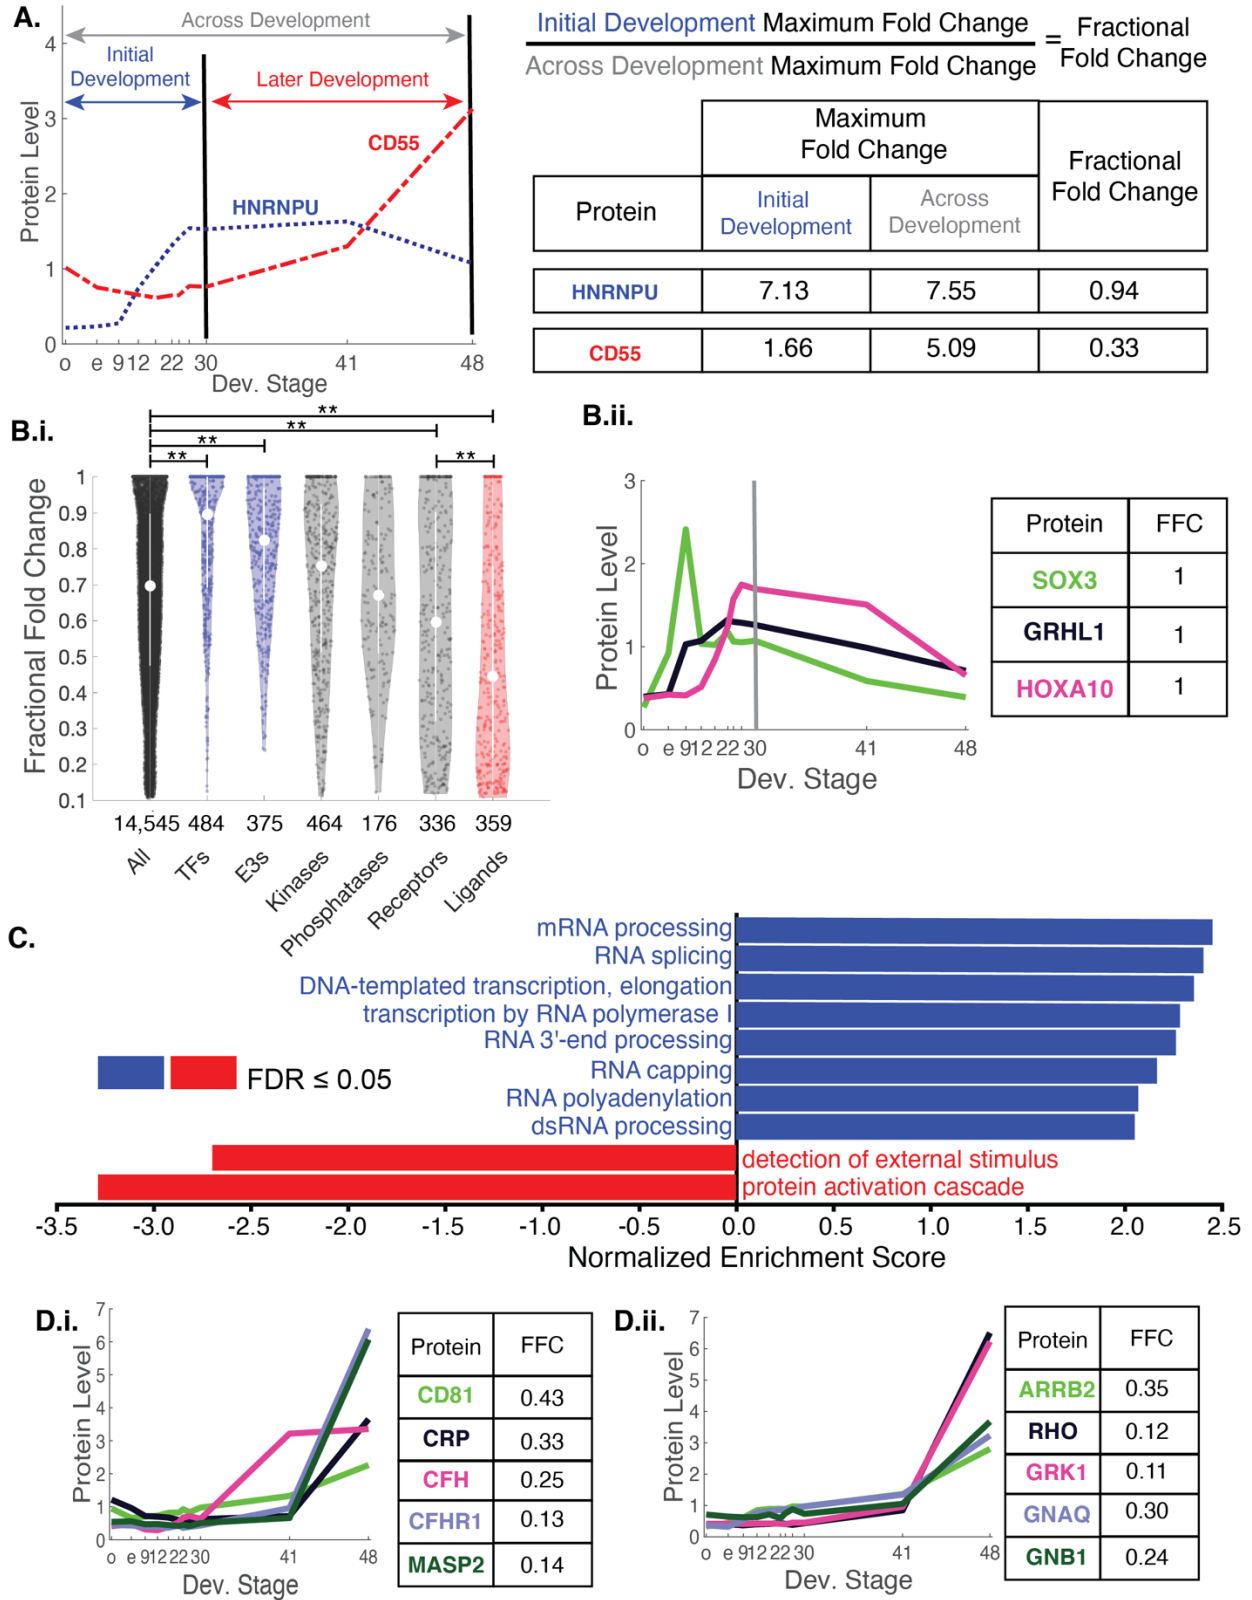 A.
Across Development
Initial
Development
Later Development
CD55
HNRNPU
Protein Level
4
3
2
1
0
o e 9 12 22 30 41 48
Dev. Stage
Initial Development Maximum Fold Change
Across Development Maximum Fold Change
= Fractional
Fold Change
Protein
Maximum
Fold Change
Fractional
Fold Change
Initial
Development
Across
Development
HNRNPU 7.13 7.55 0.94
CD55 1.66 5.09 0.33
B.i.
**
**
**
** **
Fractional Fold Change
1
0.9
0.8
0.7
0.6
0.5
0.4
0.3
0.2
0.1
14,545 484 375 464 176 336 359
All TFs E3s Kinases Phosphatases Receptors Ligands
B.ii.
Protein Level
3
2
1
0
o e 912 22 30 41 48
Dev. Stage
Protein FFC
SOX3 1
GRHL1 1
HOXA10 1
C.
mRNA processing
RNA splicing
DNA-templated transcription, elongation
transcription by RNA polymerase I
RNA 3'-end processing
RNA capping
RNA polyadenylation
dsRNA processing
detection of external stimulus
protein activation cascade
FDR ≤ 0.05
-3.5 -3.0 -2.5 -2.0 -1.5 -1.0 -0.5 0.0 0.5 1.0 1.5 2.0 2.5
Normalized Enrichment Score
D.i.
Protein Level
7
6
5
4
3
2
1
0
o e 912 22 30 41 48
Dev. Stage
Protein FFC
CD81 0.43
CRP 0.33
CFH 0.25
CFHR1 0.13
MASP2 0.14
D.ii.
Protein Level
7
6
5
4
3
2
1
0
o e 912 22 30 41 48
Dev. Stage
Protein FFC
ARRB2 0.35
RHO 0.12
GRK1 0.11
GNAQ 0.30
GNB1 0.24